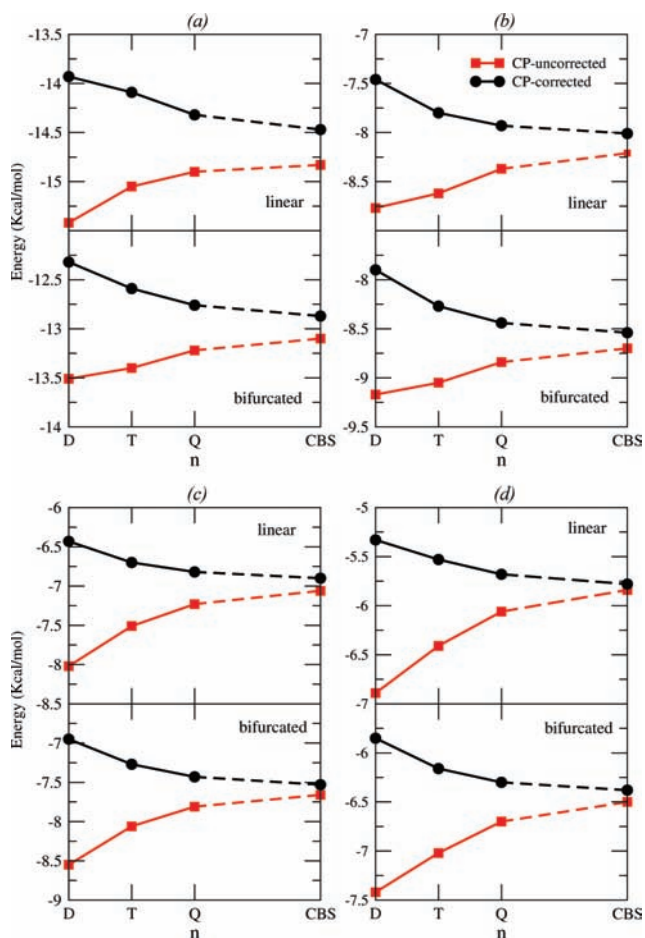 (a)
(b)
-13.5
-14
-14.5
-15
linear
-7
-7.5
-8
-8.5
linear
CP-uncorrected
CP-corrected
Energy (Kcal/mol)
-12.5
-13
-13.5
-14
bifurcated
-8
-8.5
-9
-9.5
bifurcated
D T Q CBS
n
D T Q CBS
n
(c)
(d)
-6
-6.5
-7
-7.5
-8
-8.5
linear
-5
-5.5
-6
-6.5
-7
linear
Energy (Kcal/mol)
-7
-7.5
-8
-8.5
-9
bifurcated
-6
-6.5
-7
-7.5
bifurcated
D T Q CBS
n
D T Q CBS
n